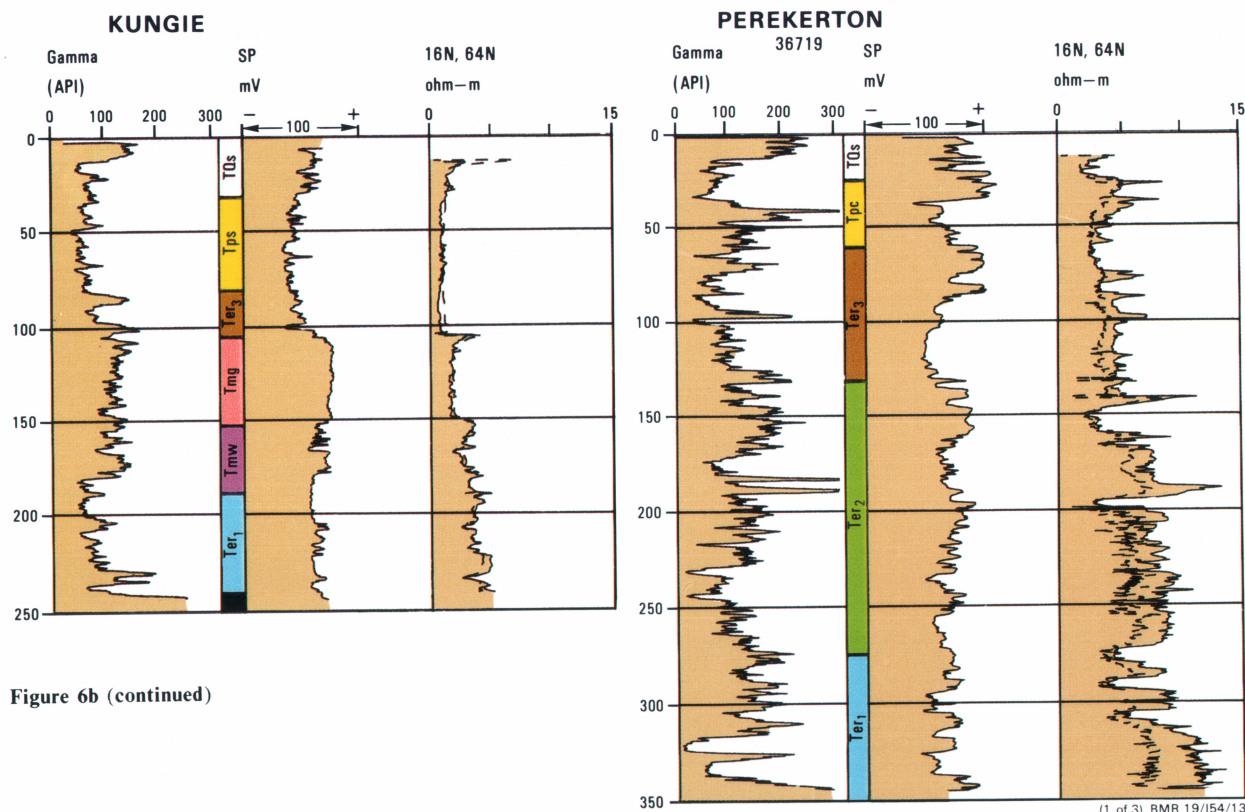 KUNGIE
Gamma SP 16N, 64N
(API) mV ohm—m
0 100 200 300 — 100 + 0 15
0
50
100
150
200
250
TQs
Tps
Ter3
Tmg
Tmw
Ter1
Figure 6b (continued)
PEREKERTON
36719
Gamma SP 16N, 64N
(API) mV ohm—m
0 100 200 300 — 100 + 0 15
0
50
100
150
200
250
300
350
TQs
Tpc
Ter3
Ter2
Ter1
(1 of 3) BMR 19/I54/13